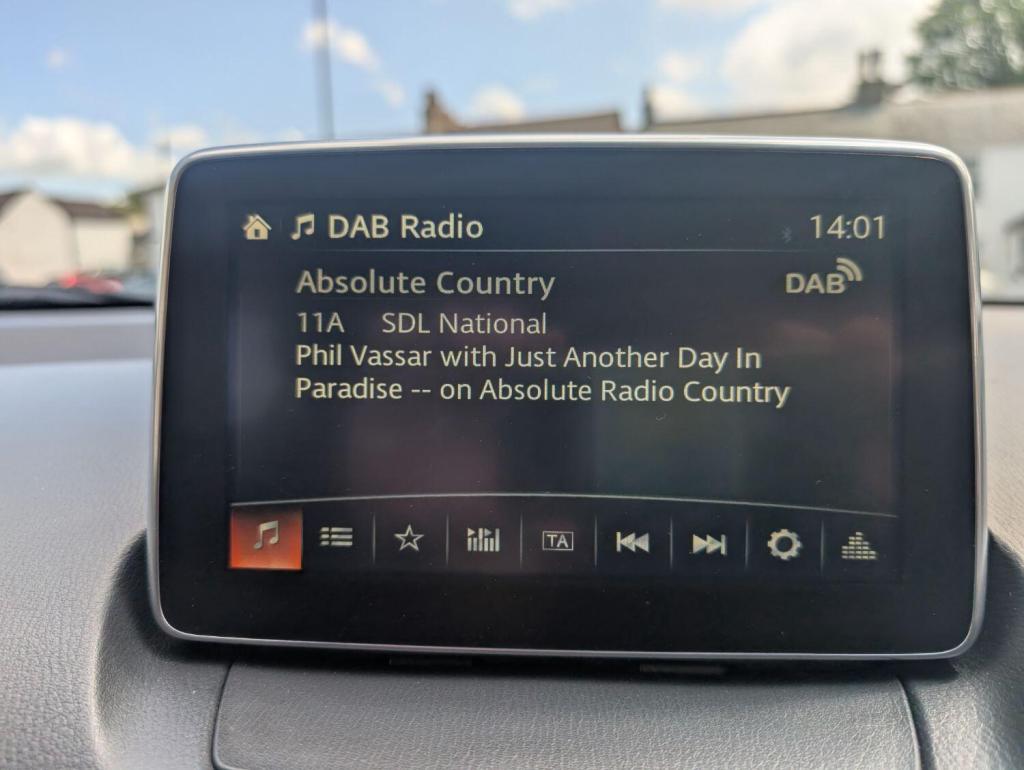 DAB Radio 14:01
Absolute Country DAB
11A SDL National
Phil Vassar with Just Another Day In
Paradise -- on Absolute Radio Country
TA